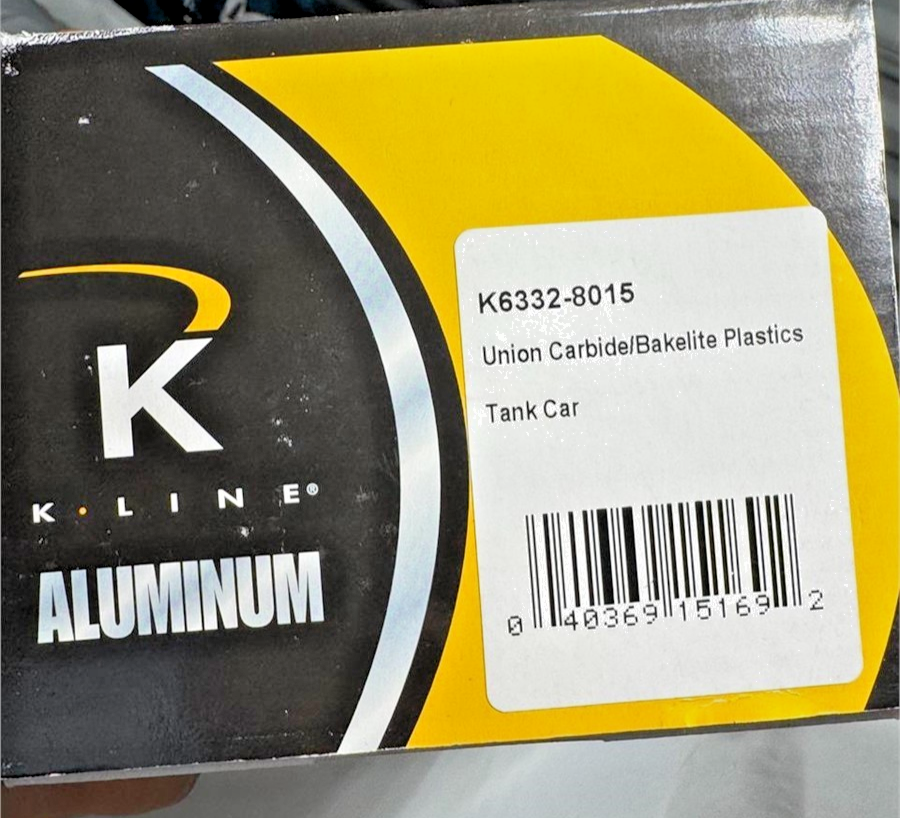 K
K·LINE®
ALUMINUM
K6332-8015
Union Carbide/Bakelite Plastics
Tank Car
0 40369 15169 2